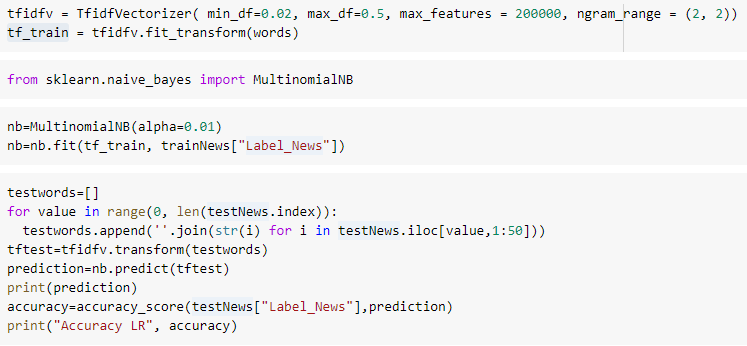 tfidfv = TfidfVectorizer( min_df=0.02, max_df=0.5, max_features = 200000, ngram_range = (2, 2))
tf_train = tfidfv.fit_transform(words)
from sklearn.naive_bayes import MultinomialNB
nb=MultinomialNB(alpha=0.01)
nb=nb.fit(tf_train, trainNews["Label_News"])
testwords=[]
for value in range(0, len(testNews.index)):
  testwords.append(''.join(str(i) for i in testNews.iloc[value,1:50]))
tftest=tfidfv.transform(testwords)
prediction=nb.predict(tftest)
print(prediction)
accuracy=accuracy_score(testNews["Label_News"],prediction)
print("Accuracy LR", accuracy)